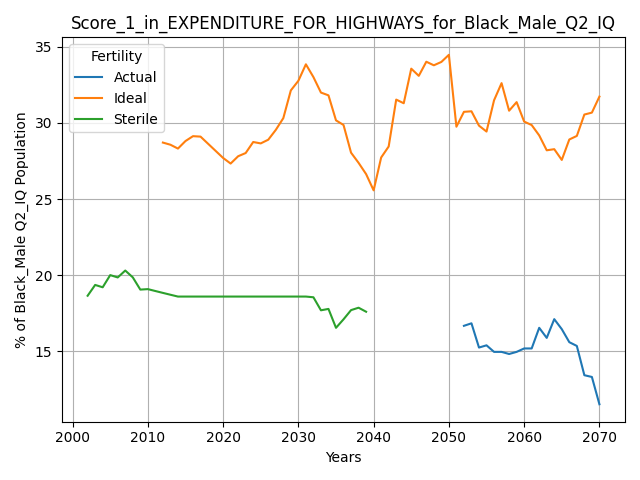 Score_1_in_EXPENDITURE_FOR_HIGHWAYS_for_Black_Male_Q2_IQ
Fertility
Actual
Ideal
Sterile
% of Black_Male Q2_IQ Population
35
30
25
20
15
2000 2010 2020 2030 2040 2050 2060 2070
Years